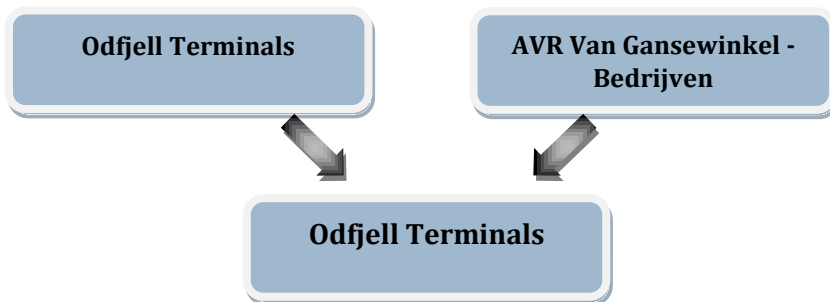 Odfjell Terminals
AVR Van Gansewinkel -
Bedrijven
Odfjell Terminals